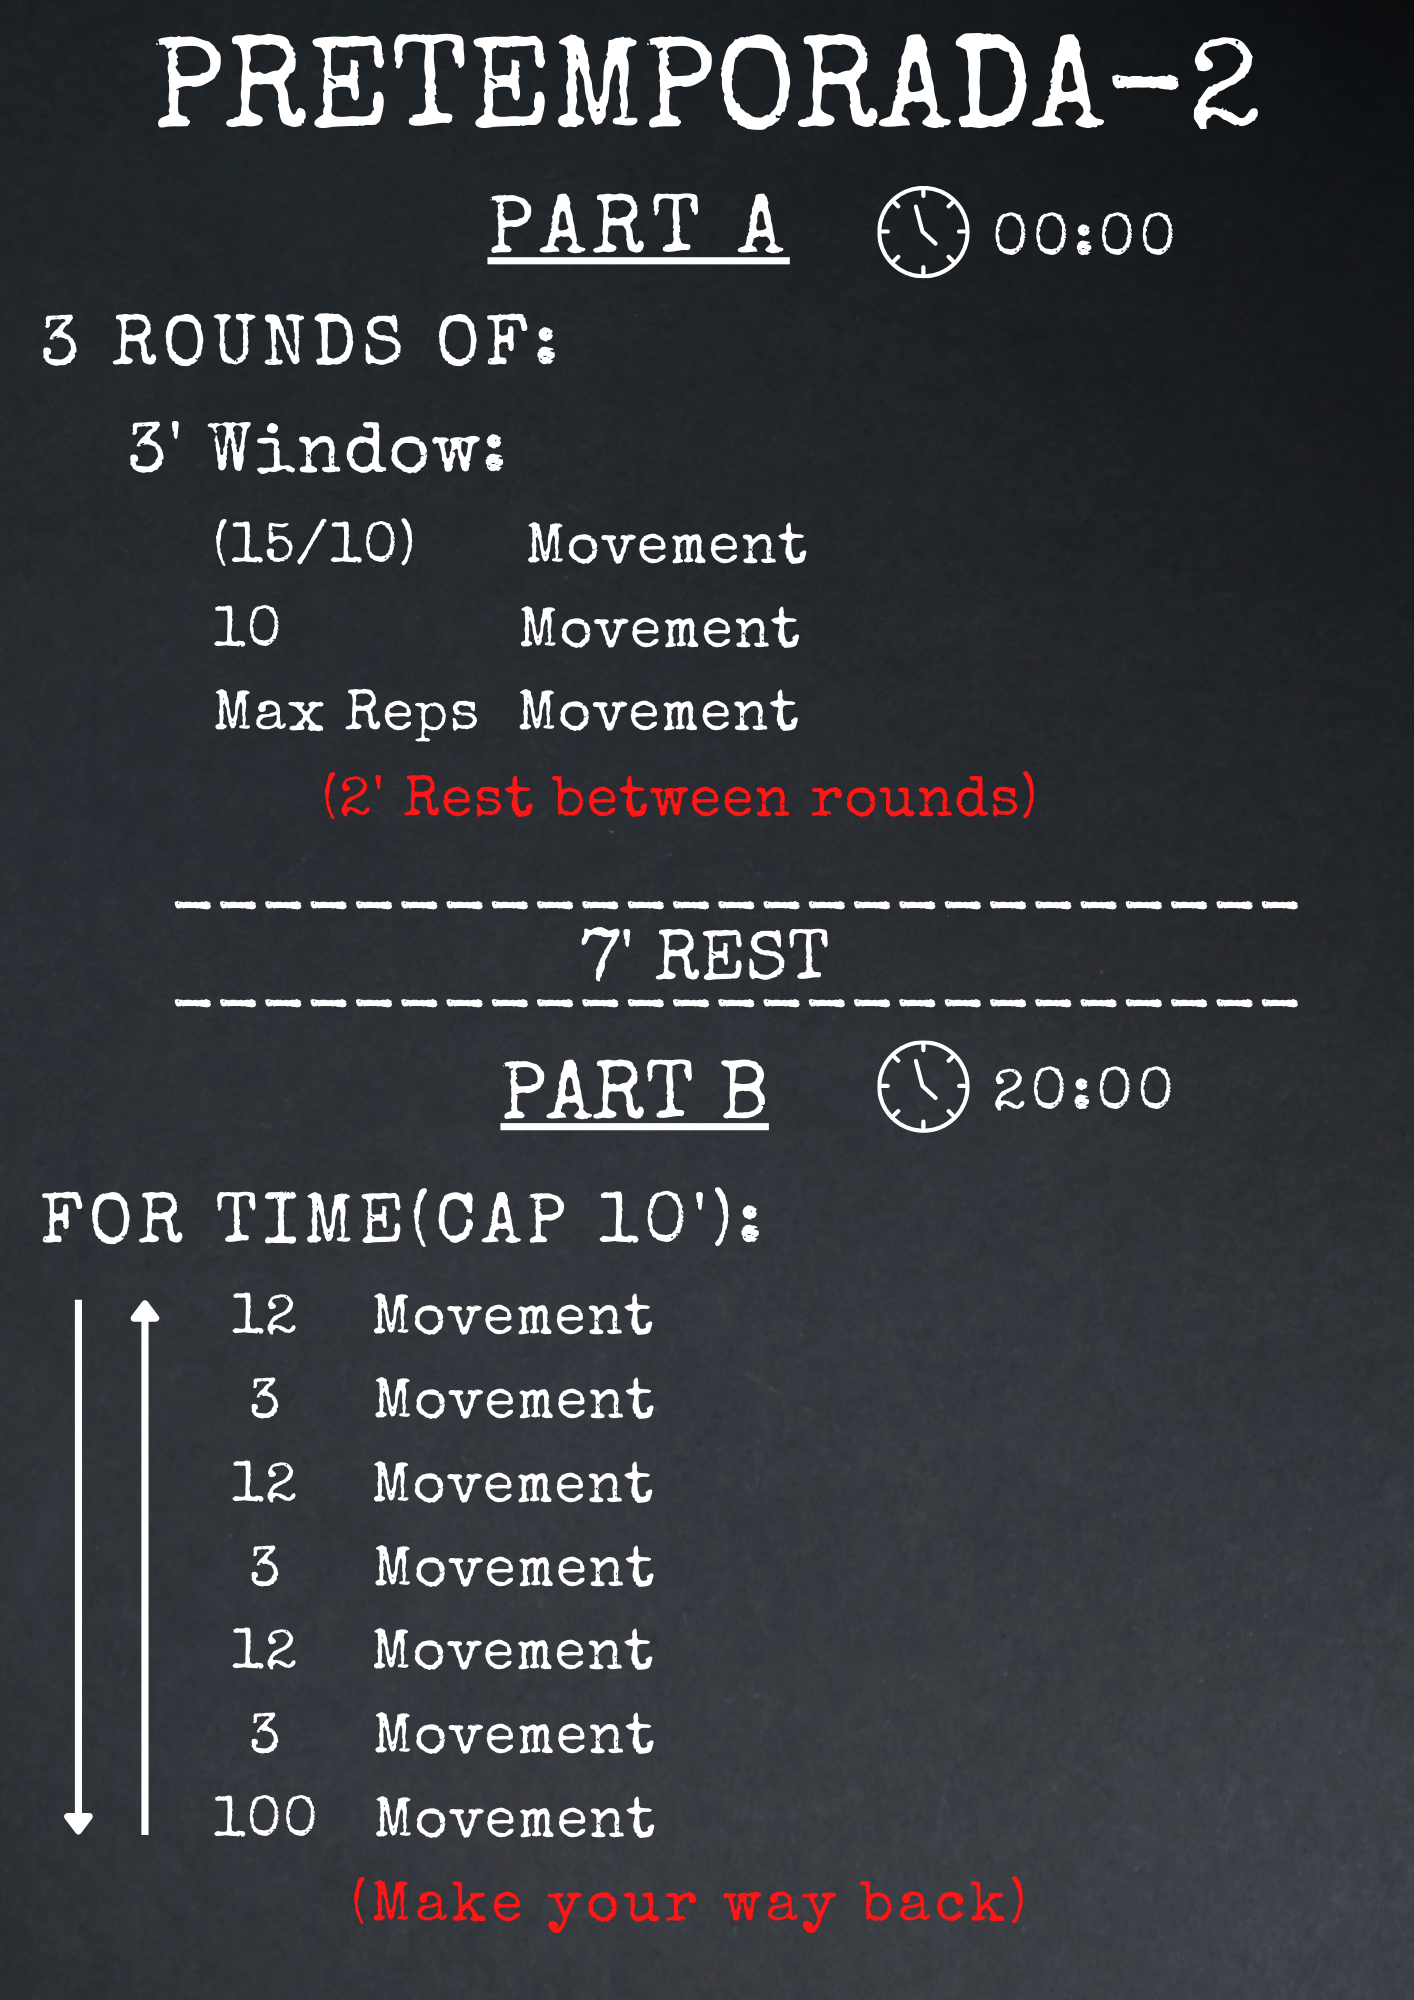 PRETEMPORADA-2
PART A 00:00
3 ROUNDS OF:
3' Window:
(15/10) Movement
10 Movement
Max Reps Movement
(2' Rest between rounds)
7' REST
PART B 20:00
FOR TIME(CAP 10'):
12 Movement
3 Movement
12 Movement
3 Movement
12 Movement
3 Movement
100 Movement
(Make your way back)